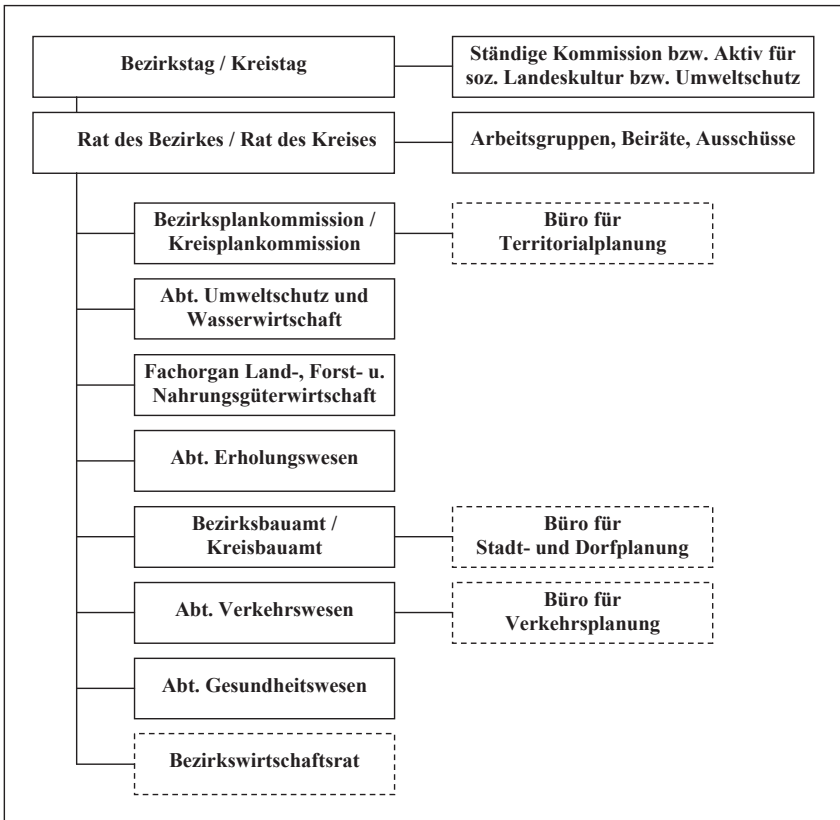 Bezirkstag / Kreistag
Ständige Kommission bzw. Aktiv für
soz. Landeskultur bzw. Umweltschutz
Rat des Bezirkes / Rat des Kreises
Arbeitsgruppen, Beiräte, Ausschüsse
Bezirksplankommission /
Kreisplankommission
Büro für
Territorialplanung
Abt. Umweltschutz und
Wasserwirtschaft
Fachorgan Land-, Forst- u.
Nahrungsgüterwirtschaft
Abt. Erholungswesen
Bezirksbauamt /
Kreisbauamt
Büro für
Stadt- und Dorfplanung
Abt. Verkehrswesen
Büro für
Verkehrsplanung
Abt. Gesundheitswesen
Bezirkswirtschaftsrat